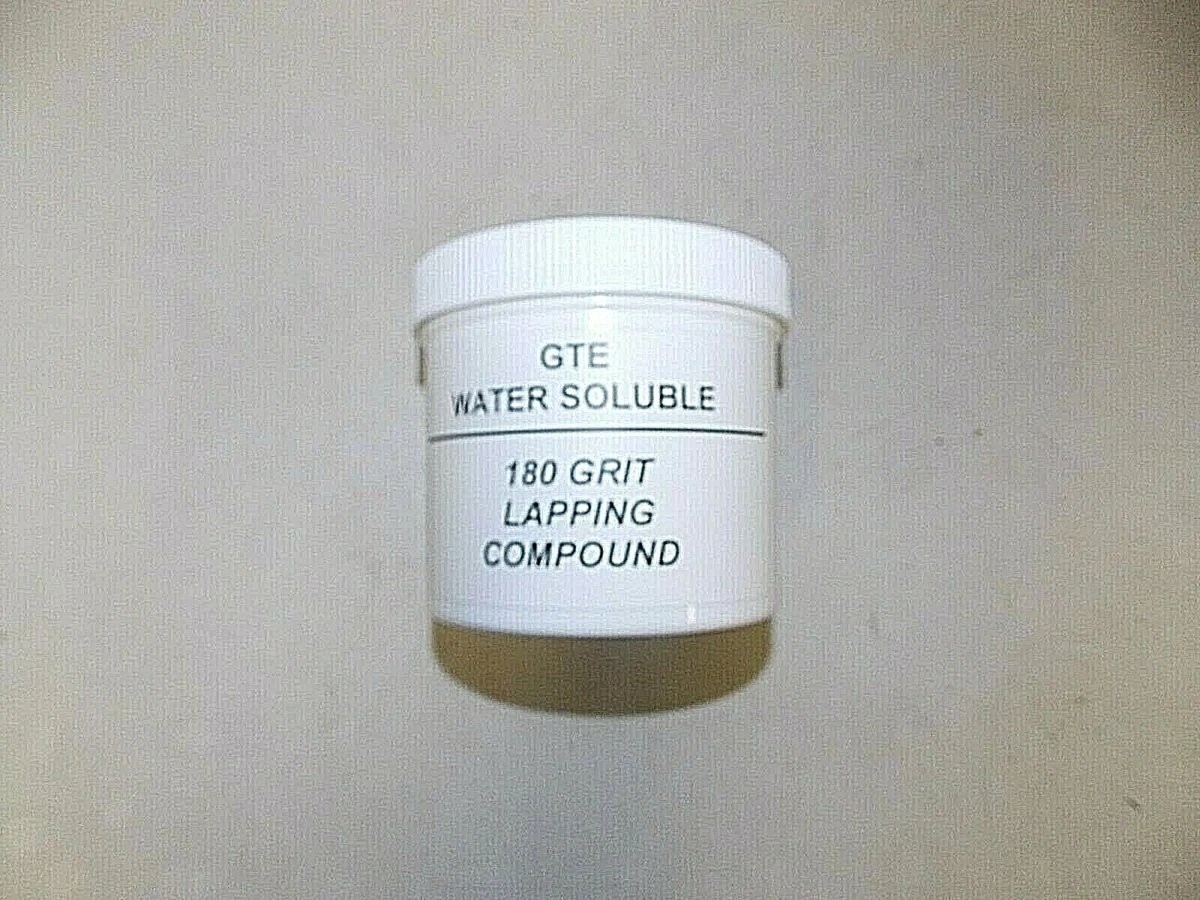 GTE
WATER SOLUBLE
180 GRIT
LAPPING
COMPOUND